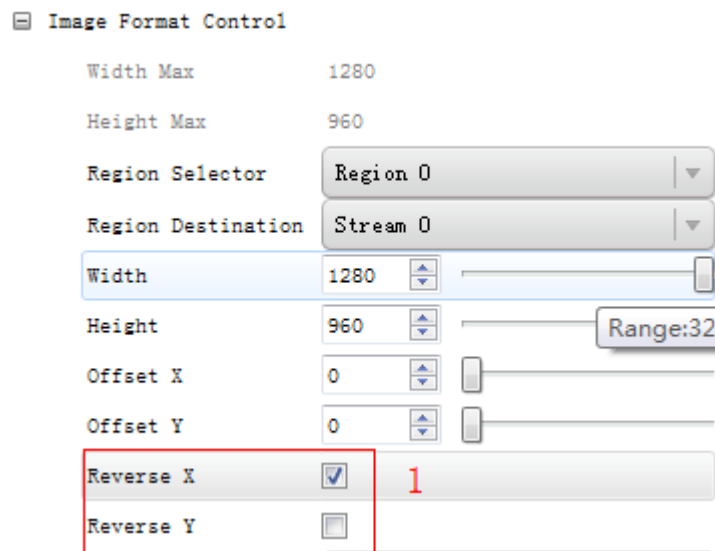 Image Format Control
Width Max 1280
Height Max 960
Region Selector Region 0
Region Destination Stream 0
Width 1280
Height 960 Range:32
Offset X 0
Offset Y 0
Reverse X 1
Reverse Y